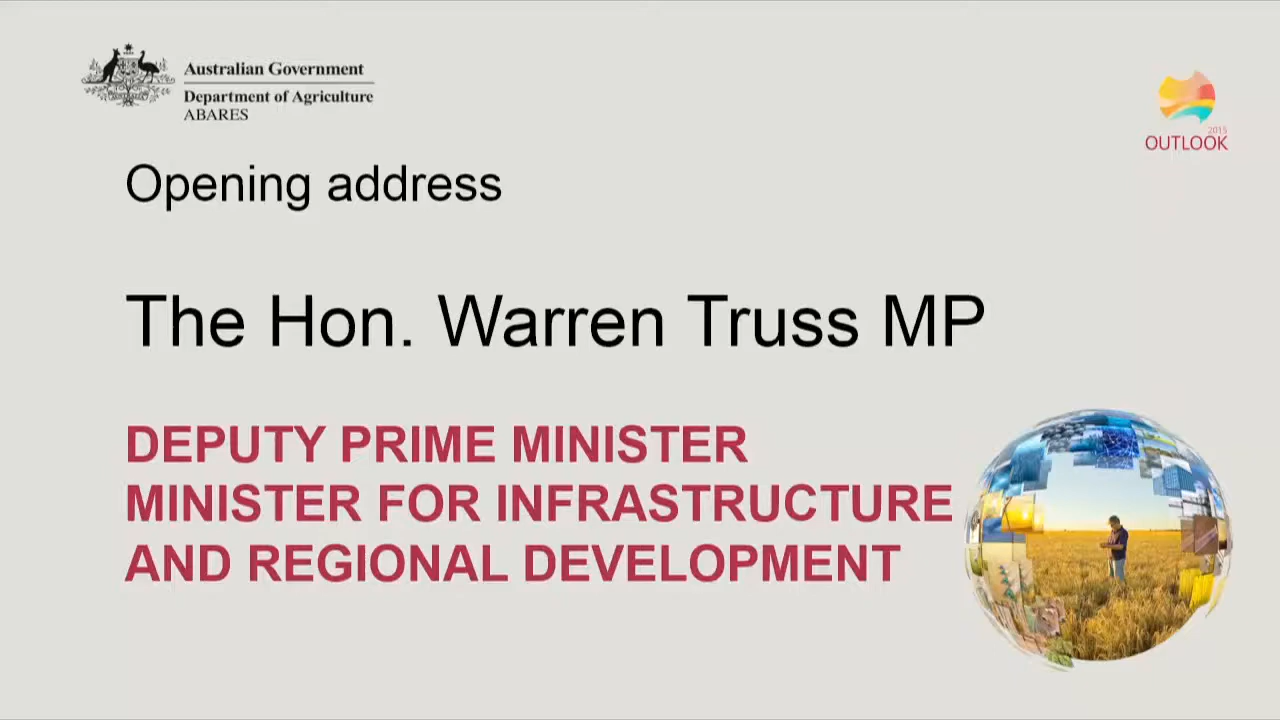 Australian Government
Department of Agriculture
ABARES
2015
OUTLOOK
Opening address
The Hon. Warren Truss MP
DEPUTY PRIME MINISTER
MINISTER FOR INFRASTRUCTURE
AND REGIONAL DEVELOPMENT